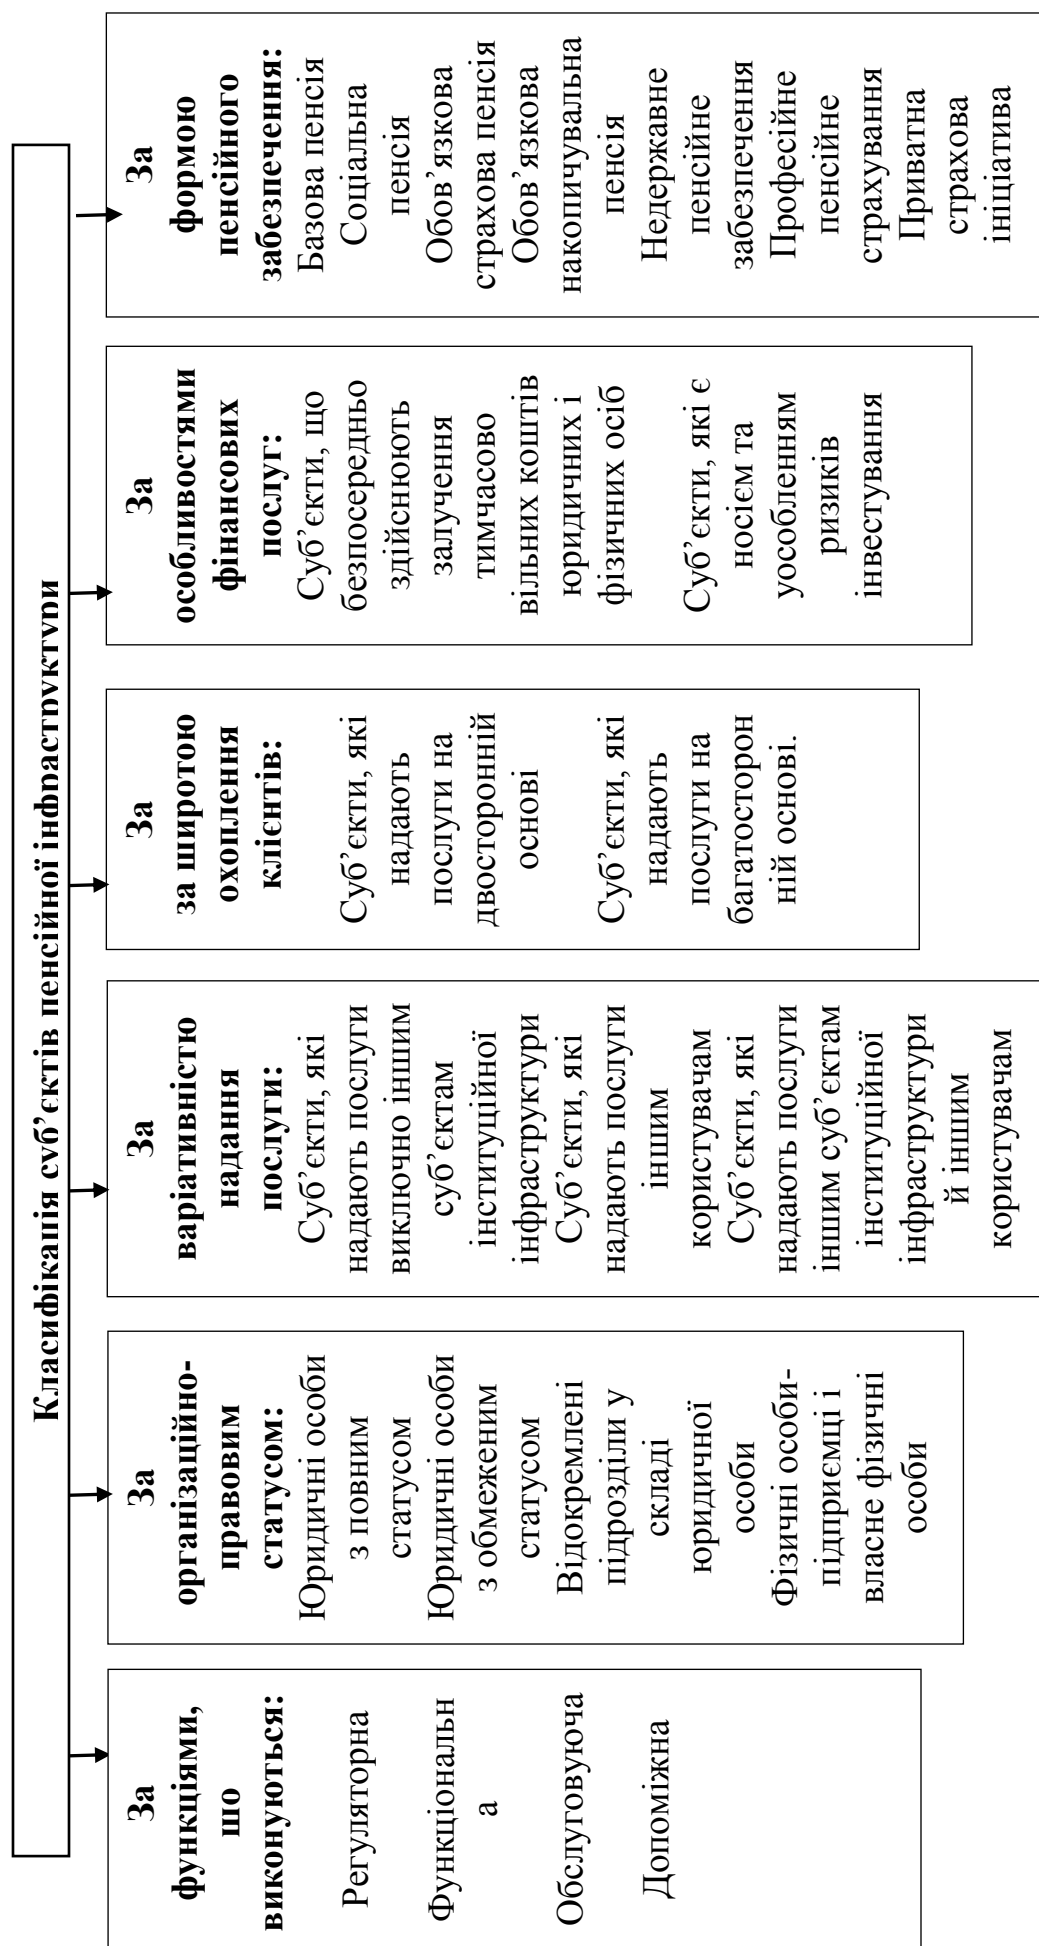 Класифікація суб’єктів пенсійної інфраструктури
За
функціями,
що
виконуються:
Регуляторна
Функціональн
а
Обслуговуюча
Допоміжна
За
організаційно-
правовим
статусом:
Юридичні особи
з повним
статусом
Юридичні особи
з обмеженим
статусом
Відокремлені
підрозділи у
складі
юридичної
особи
Фізичні особи-
підприємці і
власне фізичні
особи
За
варіативністю
надання
послуги:
Суб’єкти, які
надають послуги
виключно іншим
суб’єктам
інституційної
інфраструктури
Суб’єкти, які
надають послуги
іншим
користувачам
Суб’єкти, які
надають послуги
іншим суб’єктам
інституційної
інфраструктури
й іншим
користувачам
За
за широтою
охоплення
клієнтів:
Суб’єкти, які
надають
послуги на
двосторонній
основі
Суб’єкти, які
надають
послуги на
багатосторон
ній основі.
За
особливостями
фінансових
послуг:
Суб’єкти, що
безпосередньо
здійснюють
залучення
тимчасово
вільних коштів
юридичних і
фізичних осіб
Суб’єкти, які є
носієм та
уособленням
ризиків
інвестування
За
формою
пенсійного
забезпечення:
Базова пенсія
Соціальна
пенсія
Обов’язкова
страхова пенсія
Обов’язкова
накопичувальна
пенсія
Недержавне
пенсійне
забезпечення
Професійне
пенсійне
страхування
Приватна
страхова
ініціатива